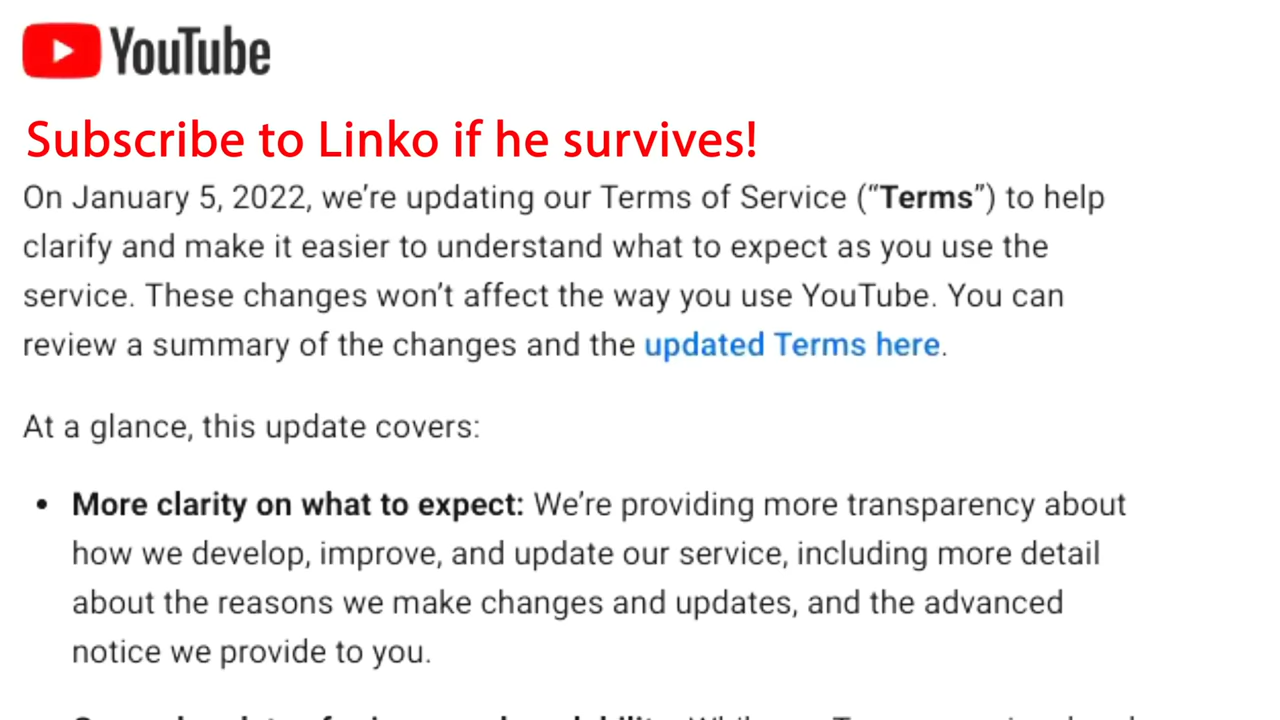 YouTube
Subscribe to Linko if he survives!
On January 5, 2022, we’re updating our Terms of Service (“Terms”) to help
clarify and make it easier to understand what to expect as you use the
service. These changes won’t affect the way you use YouTube. You can
review a summary of the changes and the updated Terms here.
At a glance, this update covers:
• More clarity on what to expect: We’re providing more transparency about
how we develop, improve, and update our service, including more detail
about the reasons we make changes and updates, and the advanced
notice we provide to you.